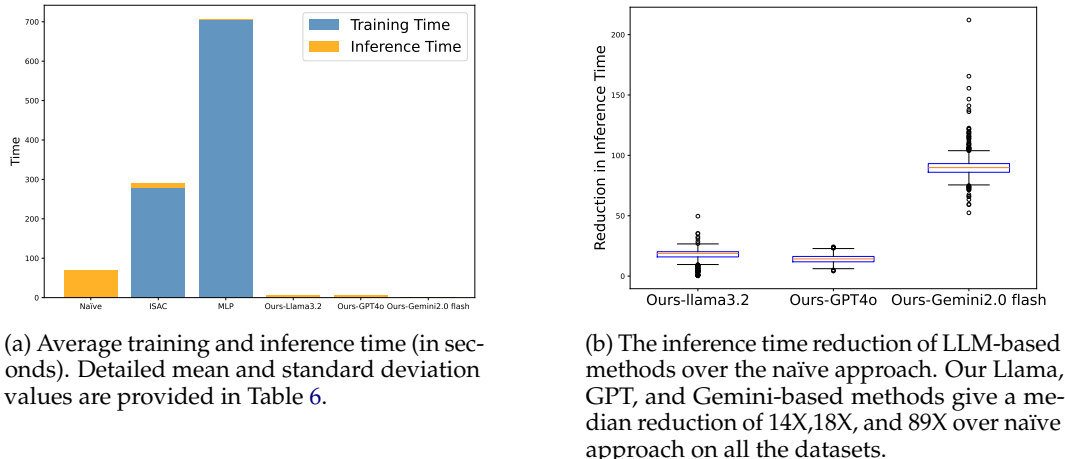 700
600
500
400
300
200
100
0
Time
Training Time
Inference Time
Naïve
ISAC
MLP
Ours-Llama3.2
Ours-GPT4o
Ours-Gemini2.0 flash
(a) Average training and inference time (in sec-
onds). Detailed mean and standard deviation
values are provided in Table 6.
200
150
100
50
0
Reduction in Inference Time
Ours-llama3.2
Ours-GPT4o
Ours-Gemini2.0 flash
(b) The inference time reduction of LLM-based
methods over the naïve approach. Our Llama,
GPT, and Gemini-based methods give a me-
dian reduction of 14X,18X, and 89X over naïve
approach on all the datasets.